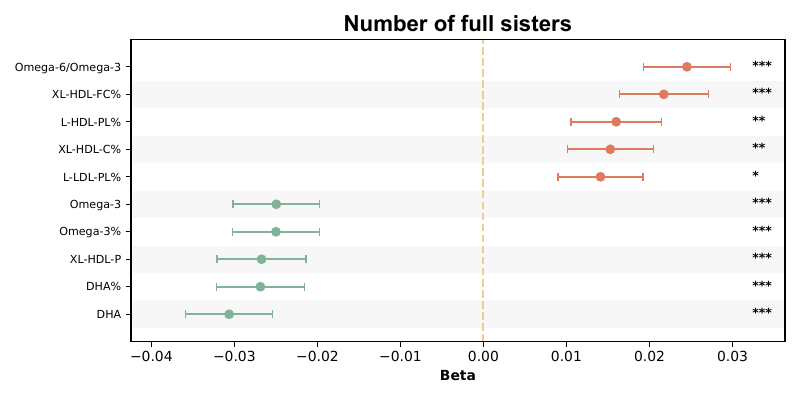 Number of full sisters
Omega-6/Omega-3 ***
XL-HDL-FC% ***
L-HDL-PL% **
XL-HDL-C% **
L-LDL-PL% *
Omega-3 ***
Omega-3% ***
XL-HDL-P ***
DHA% ***
DHA ***
−0.04 −0.03 −0.02 −0.01 0.00 0.01 0.02 0.03
Beta